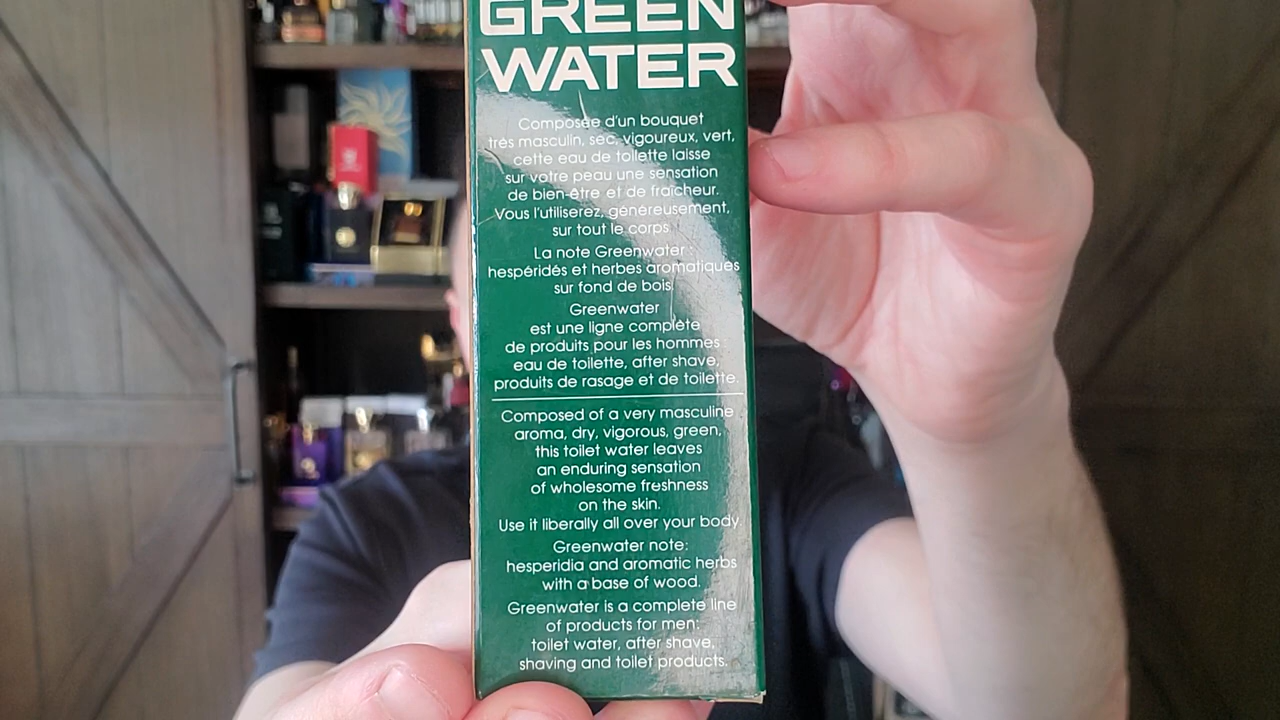 GREEN
WATER
Composée d'un bouquet
très masculin, sec, vigoureux, vert,
cette eau de toilette laisse
sur votre peau une sensation
de bien-être et de fraîcheur.
Vous l'utiliserez, généreusement,
sur tout le corps.
La note Greenwater :
hespéridés et herbes aromatiques
sur fond de bois.
Greenwater
est une ligne complète
de produits pour les hommes :
eau de toilette, after shave,
produits de rasage et de toilette.
Composed of a very masculine
aroma, dry, vigorous, green,
this toilet water leaves
an enduring sensation
of wholesome freshness
on the skin.
Use it liberally all over your body.
Greenwater note:
hesperidia and aromatic herbs
with a base of wood.
Greenwater is a complete line
of products for men:
toilet water, after shave,
shaving and toilet products.